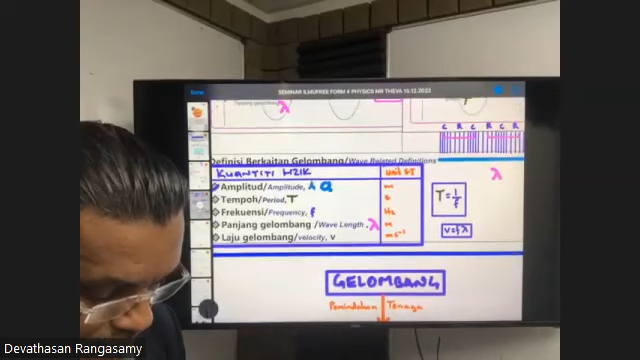 Done
SEMINAR ILMUFREE FORM 4 PHYSICS MR THEVA 16.12.2023
λ
C R C R C R
Definisi Berkaitan Gelombang/Wave Related Definitions
KUANTITI FIZIK Unit SI
Amplitud/Amplitude, A a m
Tempoh/Period, T s
Frekuensi/Frequency, f Hz
Panjang gelombang/Wave Length, λ m
Laju gelombang/velocity, v ms⁻¹
λ
T = 1/f
v=fλ
GELOMBANG
Pemindahan Tenaga
Devathasan Rangasamy